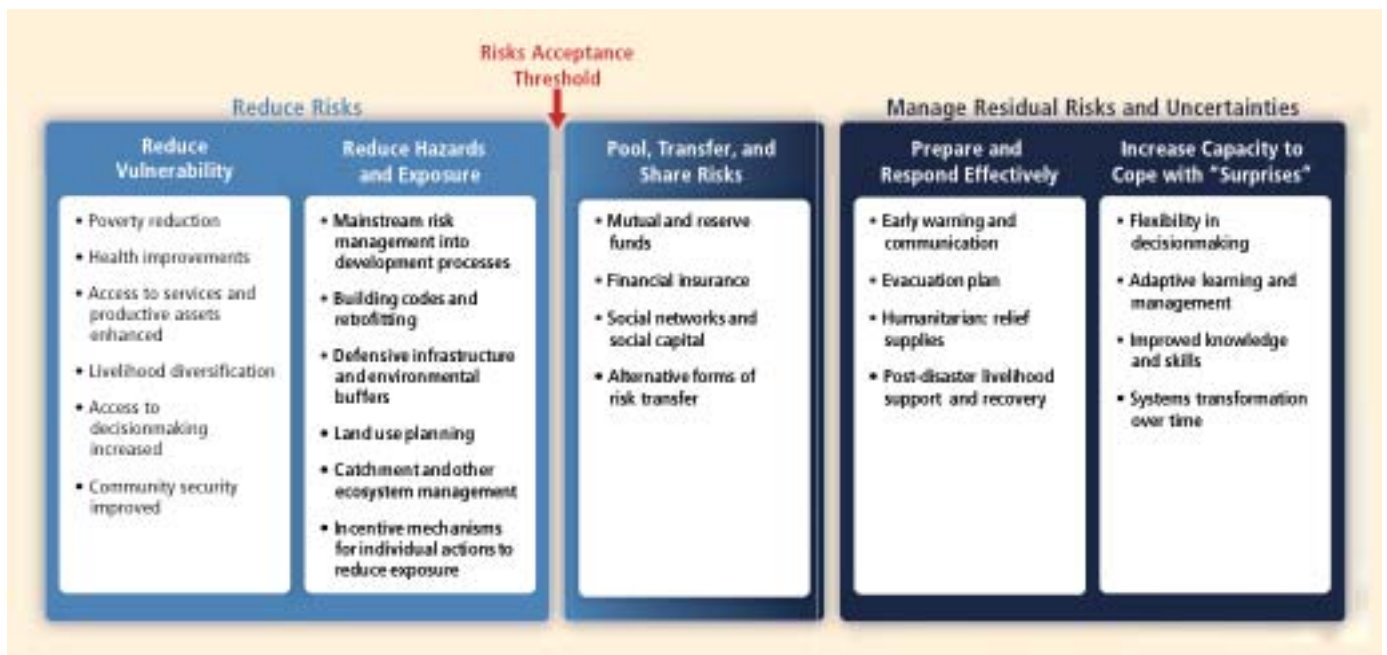 Risks Acceptance
Threshold
Reduce Risks
Manage Residual Risks and Uncertainties
Reduce
Vulnerability
• Poverty reduction
• Health improvements
• Access to services and
productive assets
enhanced
• Livelihood diversification
• Access to
decisionmaking
increased
• Community security
improved
Reduce Hazards
and Exposure
• Mainstream risk
management into
development processes
• Building codes and
retrofitting
• Defensive infrastructure
and environmental
buffers
• Land use planning
• Catchment and other
ecosystem management
• Incentive mechanisms
for individual actions to
reduce exposure
Pool, Transfer, and
Share Risks
• Mutual and reserve
funds
• Financial insurance
• Social networks and
social capital
• Alternative forms of
risk transfer
Prepare and
Respond Effectively
• Early warning and
communication
• Evacuation plan
• Humanitarian: relief
supplies
• Post-disaster livelihood
support and recovery
Increase Capacity to
Cope with “Surprises”
• Flexibility in
decisionmaking
• Adaptive learning and
management
• Improved knowledge
and skills
• Systems transformation
over time